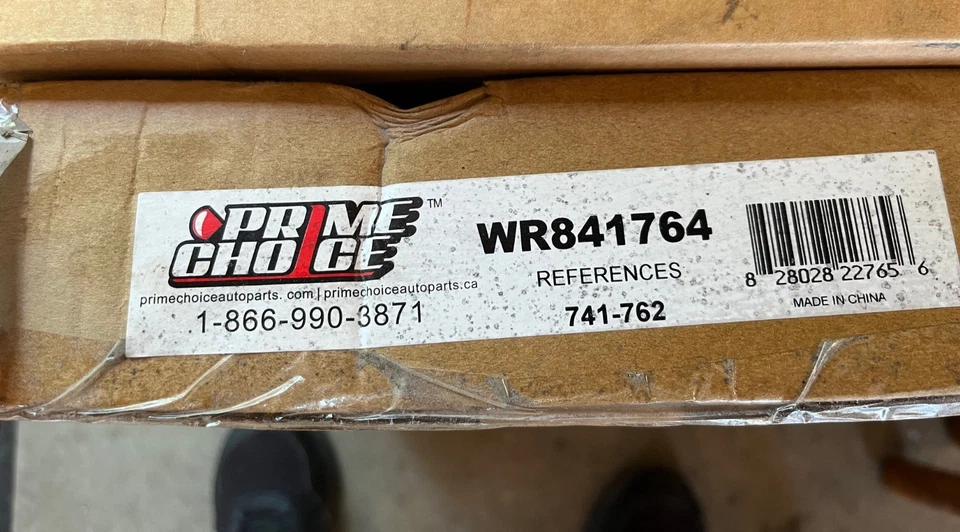 PRIME
CHOICE
TM
primechoiceautoparts. com | primechoiceautoparts.ca
1-866-990-3871
WR841764
REFERENCES
741-762
8 28028 22765 6
MADE IN CHINA